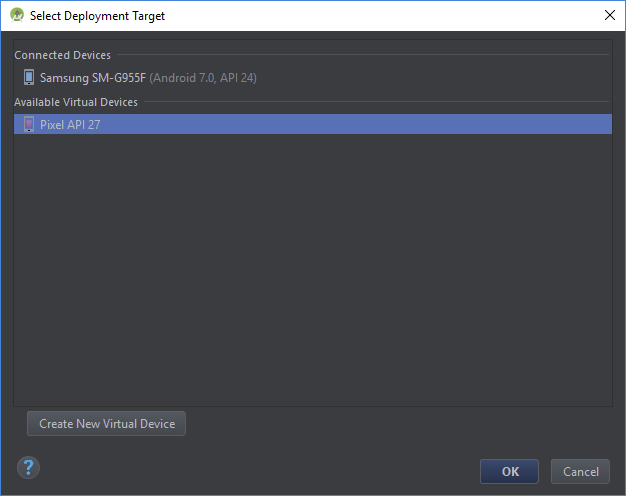 Select Deployment Target
Connected Devices
Samsung SM-G955F (Android 7.0, API 24)
Available Virtual Devices
Pixel API 27
Create New Virtual Device
?
OK
Cancel